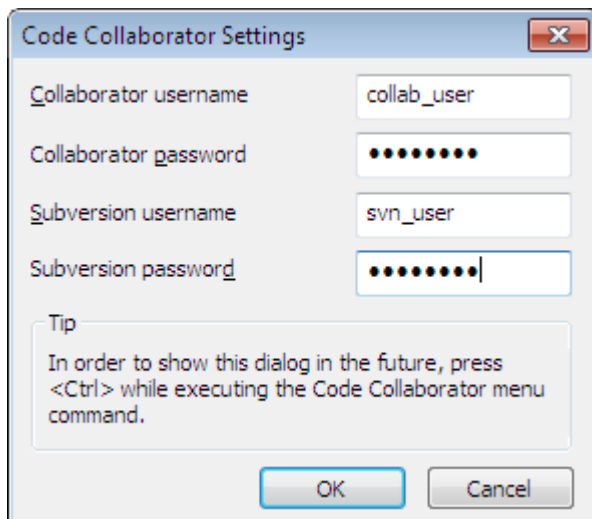 Code Collaborator Settings
Collaborator username collab_user
Collaborator password ●●●●●●●●
Subversion username svn_user
Subversion password ●●●●●●●●
Tip
In order to show this dialog in the future, press
<Ctrl> while executing the Code Collaborator menu
command.
OK Cancel